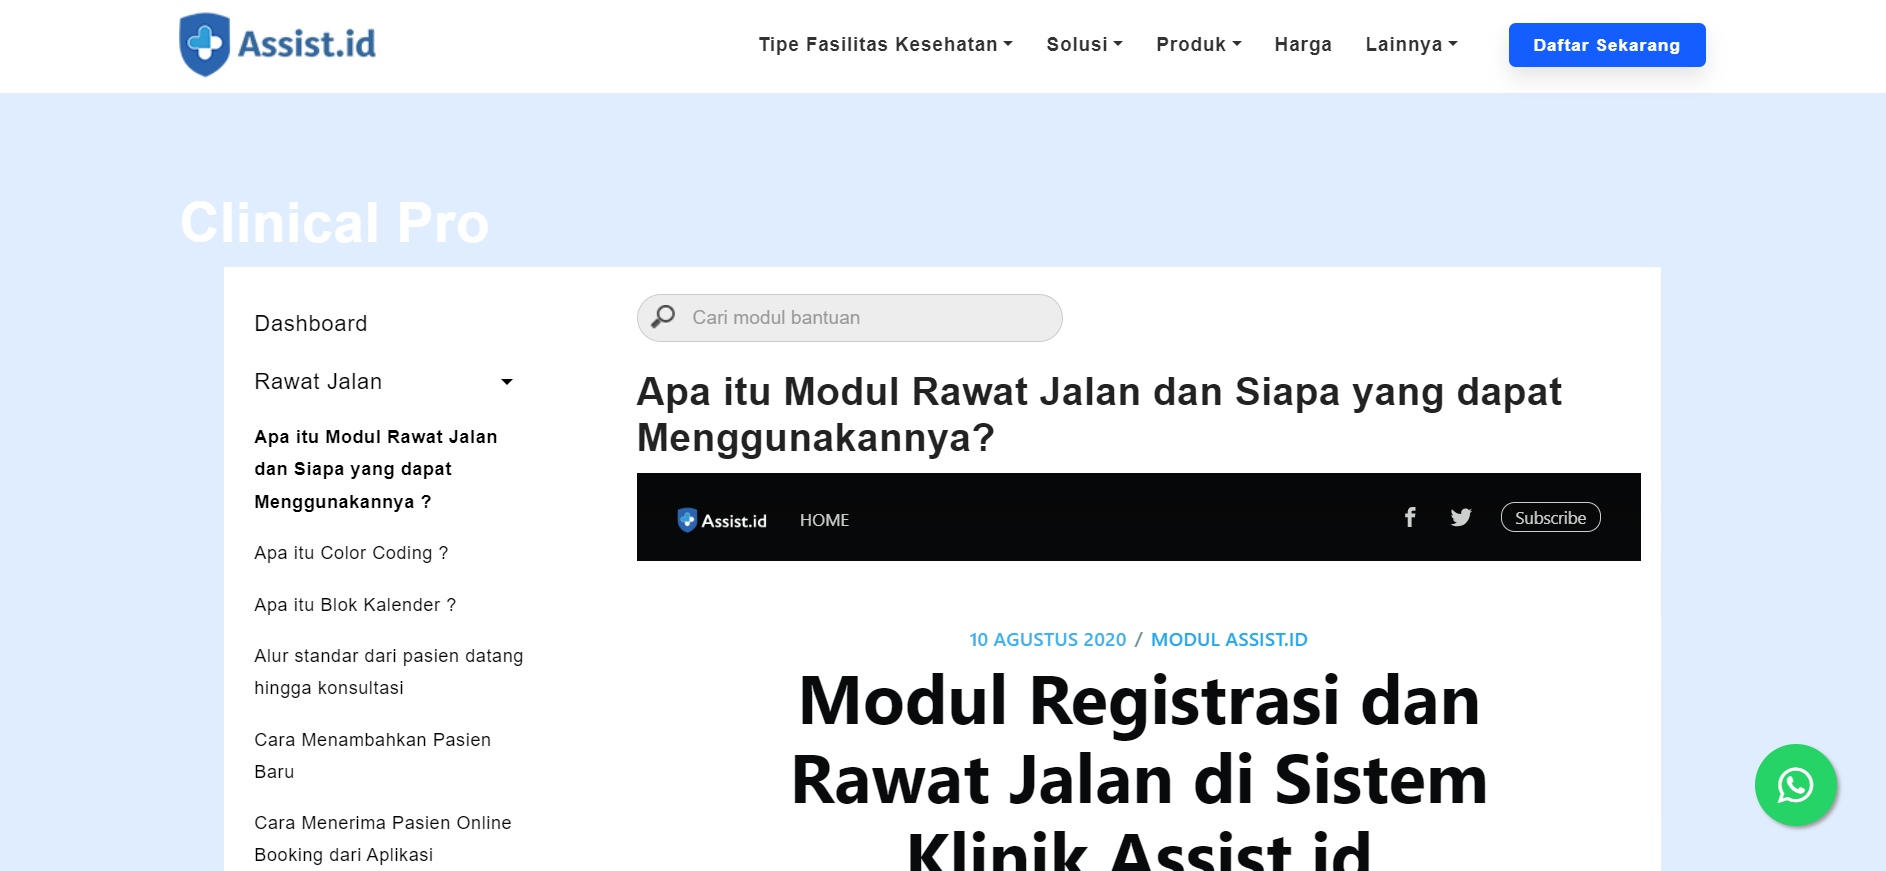 Assist.id
Tipe Fasilitas Kesehatan
Solusi
Produk
Harga
Lainnya
Daftar Sekarang
Clinical Pro
Dashboard
Rawat Jalan
Apa itu Modul Rawat Jalan
dan Siapa yang dapat
Menggunakannya ?
Apa itu Color Coding ?
Apa itu Blok Kalender ?
Alur standar dari pasien datang
hingga konsultasi
Cara Menambahkan Pasien
Baru
Cara Menerima Pasien Online
Booking dari Aplikasi
Cari modul bantuan
Apa itu Modul Rawat Jalan dan Siapa yang dapat
Menggunakannya?
Assist.id
HOME
Subscribe
10 AGUSTUS 2020 / MODUL ASSIST.ID
Modul Registrasi dan
Rawat Jalan di Sistem
Klinik Assist.id